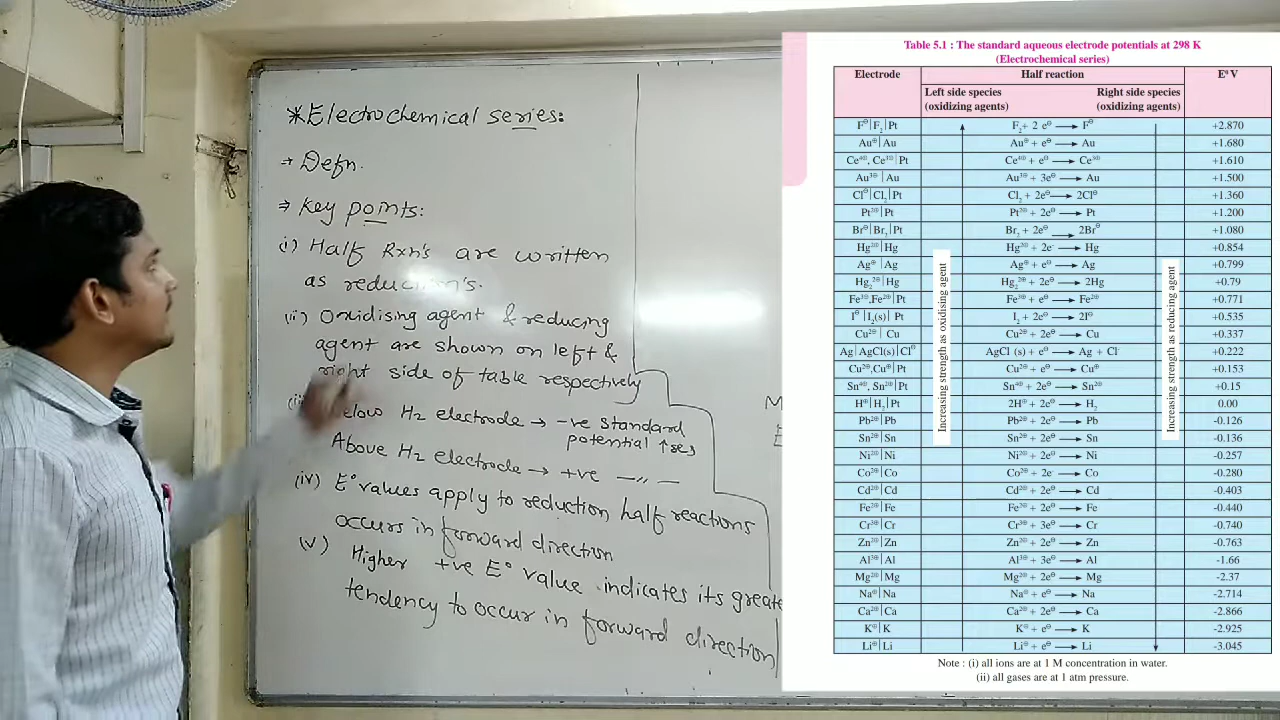 *Electrochemical series:
→ Defn.
⇒ Key points:
i) Half Rxn's are written
as reduction's.
(ii) Oxidising agent & reducing
agent are shown on left &
right side of table respectively
Below H₂ electrode → -ve standard
potential ↑ses
Above H₂ electrode → +ve —〃—
(iv) E° values apply to reduction half reactions
occurs in forward direction
(v) Higher +ve E° value indicates its greate
tendency to occur in forward direction
Table 5.1 : The standard aqueous electrode potentials at 298 K
(Electrochemical series)
Electrode Half reaction E° V
Left side species Right side species
(oxidizing agents) (oxidizing agents)
F⊖|F₂|Pt F₂ + 2 e⊖ ⟶ F⊖ +2.870
Au⊕|Au Au⊕ + e⊖ ⟶ Au +1.680
Ce⁴⊕, Ce³⊕|Pt Ce⁴⊕ + e⊖ ⟶ Ce³⊕ +1.610
Au³⊕|Au Au³⊕ + 3e⊖ ⟶ Au +1.500
Cl⊖|Cl₂|Pt Cl₂ + 2e⊖ ⟶ 2Cl⊖ +1.360
Pt²⊕|Pt Pt²⊕ + 2e⊖ ⟶ Pt +1.200
Br⊖|Br₂|Pt Br₂ + 2e⊖ ⟶ 2Br⊖ +1.080
Hg²⊕|Hg Hg²⊕ + 2e⁻ ⟶ Hg +0.854
Ag⊕|Ag Ag⊕ + e⊖ ⟶ Ag +0.799
Hg₂²⊕|Hg Hg₂²⊕ + 2e⊖ ⟶ 2Hg +0.79
Fe³⊕,Fe²⊕|Pt Fe³⊕ + e⊖ ⟶ Fe²⊕ +0.771
I⊖|I₂(s)| Pt I₂ + 2e⊖ ⟶ 2I⊖ +0.535
Cu²⊕|Cu Cu²⊕ + 2e⊖ ⟶ Cu +0.337
Ag|AgCl(s)|Cl⊖ AgCl (s) + e⊖ ⟶ Ag + Cl⁻ +0.222
Cu²⊕,Cu⊕|Pt Cu²⊕ + e⊖ ⟶ Cu⊕ +0.153
Sn⁴⊕, Sn²⊕|Pt Sn⁴⊕ + 2e⊖ ⟶ Sn²⊕ +0.15
H⊕|H₂|Pt 2H⊕ + 2e⊖ ⟶ H₂ 0.00
Pb²⊕|Pb Pb²⊕ + 2e⊖ ⟶ Pb -0.126
Sn²⊕|Sn Sn²⊕ + 2e⊖ ⟶ Sn -0.136
Ni²⊕|Ni Ni²⊕ + 2e⊖ ⟶ Ni -0.257
Co²⊕|Co Co²⊕ + 2e⁻ ⟶ Co -0.280
Cd²⊕|Cd Cd²⊕ + 2e⊖ ⟶ Cd -0.403
Fe²⊕|Fe Fe²⊕ + 2e⊖ ⟶ Fe -0.440
Cr³⊕|Cr Cr³⊕ + 3e⊖ ⟶ Cr -0.740
Zn²⊕|Zn Zn²⊕ + 2e⊖ ⟶ Zn -0.763
Al³⊕|Al Al³⊕ + 3e⊖ ⟶ Al -1.66
Mg²⊕|Mg Mg²⊕ + 2e⊖ ⟶ Mg -2.37
Na⊕|Na Na⊕ + e⊖ ⟶ Na -2.714
Ca²⊕|Ca Ca²⊕ + 2e⊖ ⟶ Ca -2.866
K⊕|K K⊕ + e⊖ ⟶ K -2.925
Li⊕|Li Li⊕ + e⊖ ⟶ Li -3.045
Increasing strength as oxidising agent
Increasing strength as reducing agent
Note : (i) all ions are at 1 M concentration in water.
(ii) all gases are at 1 atm pressure.